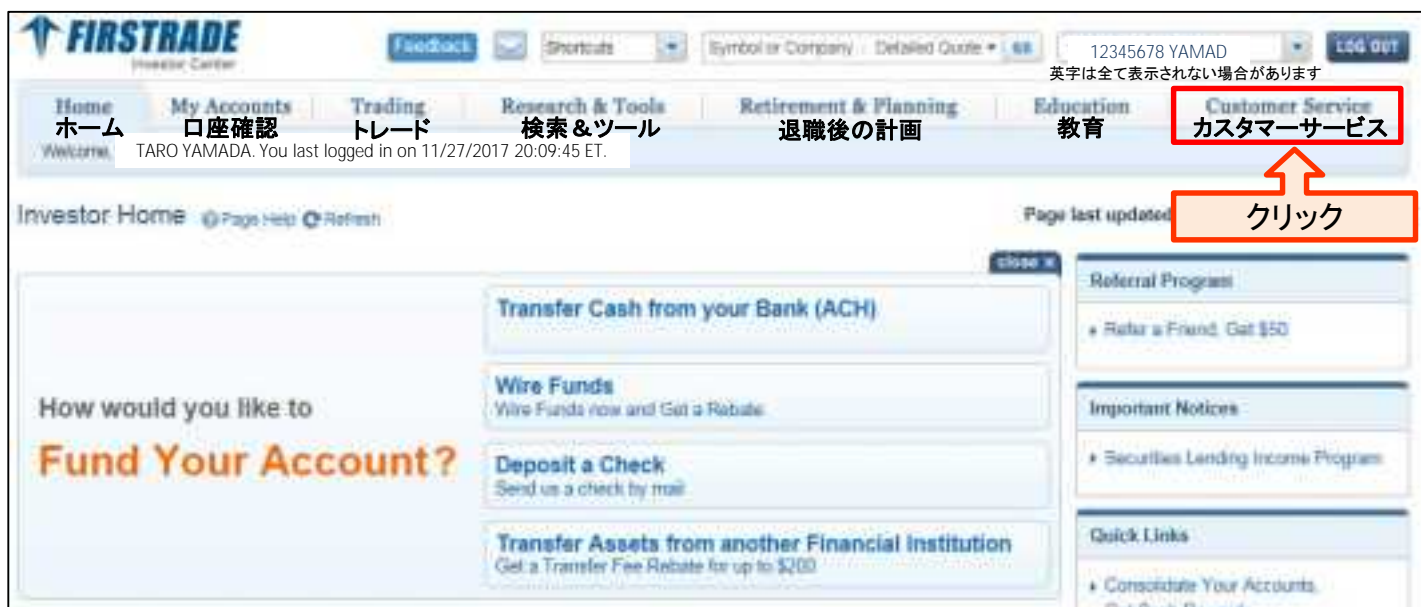 FIRSTRADE
Investor Center
Feedback
Shortcuts
Symbol or Company
Detailed Quote
12345678 YAMAD
LOG OUT
英字は全て表示されない場合があります
Home My Accounts Trading Research & Tools Retirement & Planning Education Customer Service
ホーム 口座確認 トレード 検索&ツール 退職後の計画 教育 カスタマーサービス
Welcome, TARO YAMADA. You last logged in on 11/27/2017 20:09:45 ET.
クリック
Investor Home Page Help Refresh
Page last updated
close x
How would you like to
Fund Your Account?
Transfer Cash from your Bank (ACH)
Wire Funds
Wire Funds now and Get a Rebate
Deposit a Check
Send us a check by mail
Transfer Assets from another Financial Institution
Get a Transfer Fee Rebate for up to $200
Referral Program
Refer a Friend, Get $50
Important Notices
Securities Lending Income Program
Quick Links
Consolidate Your Accounts,